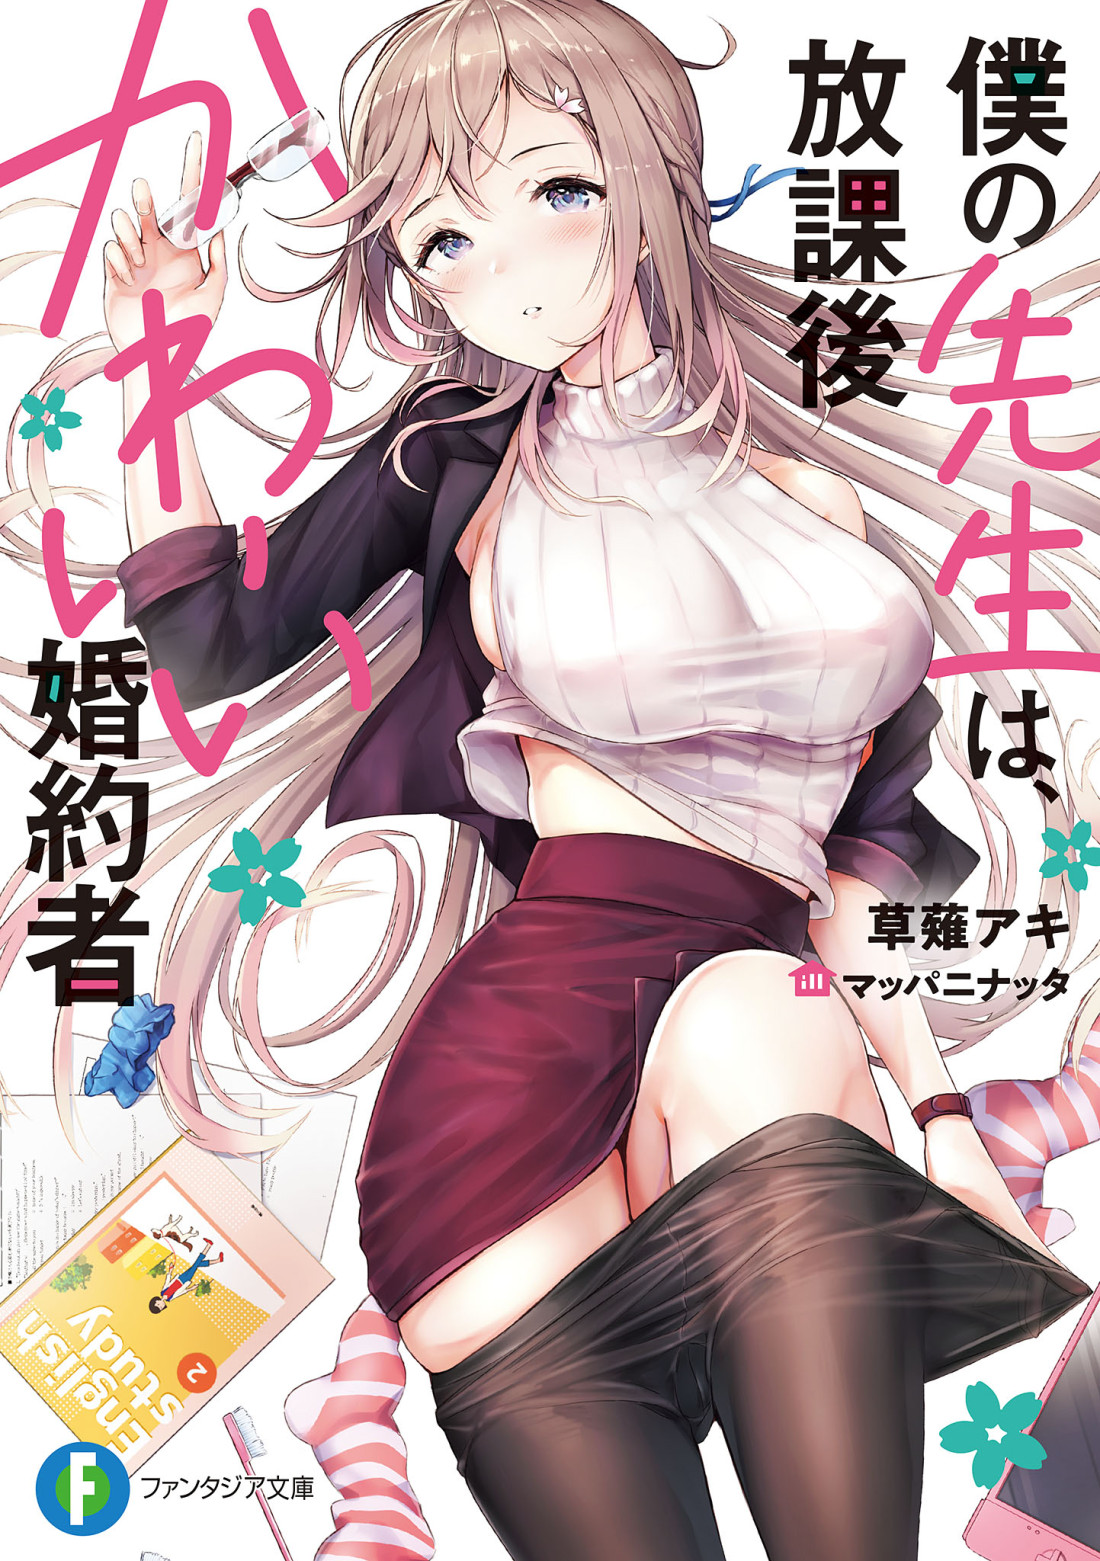 僕の先生は、
放課後
かわいい
婚約者
草薙アキ
ill マッパニナッタ
English
study
2
ファンタジア文庫